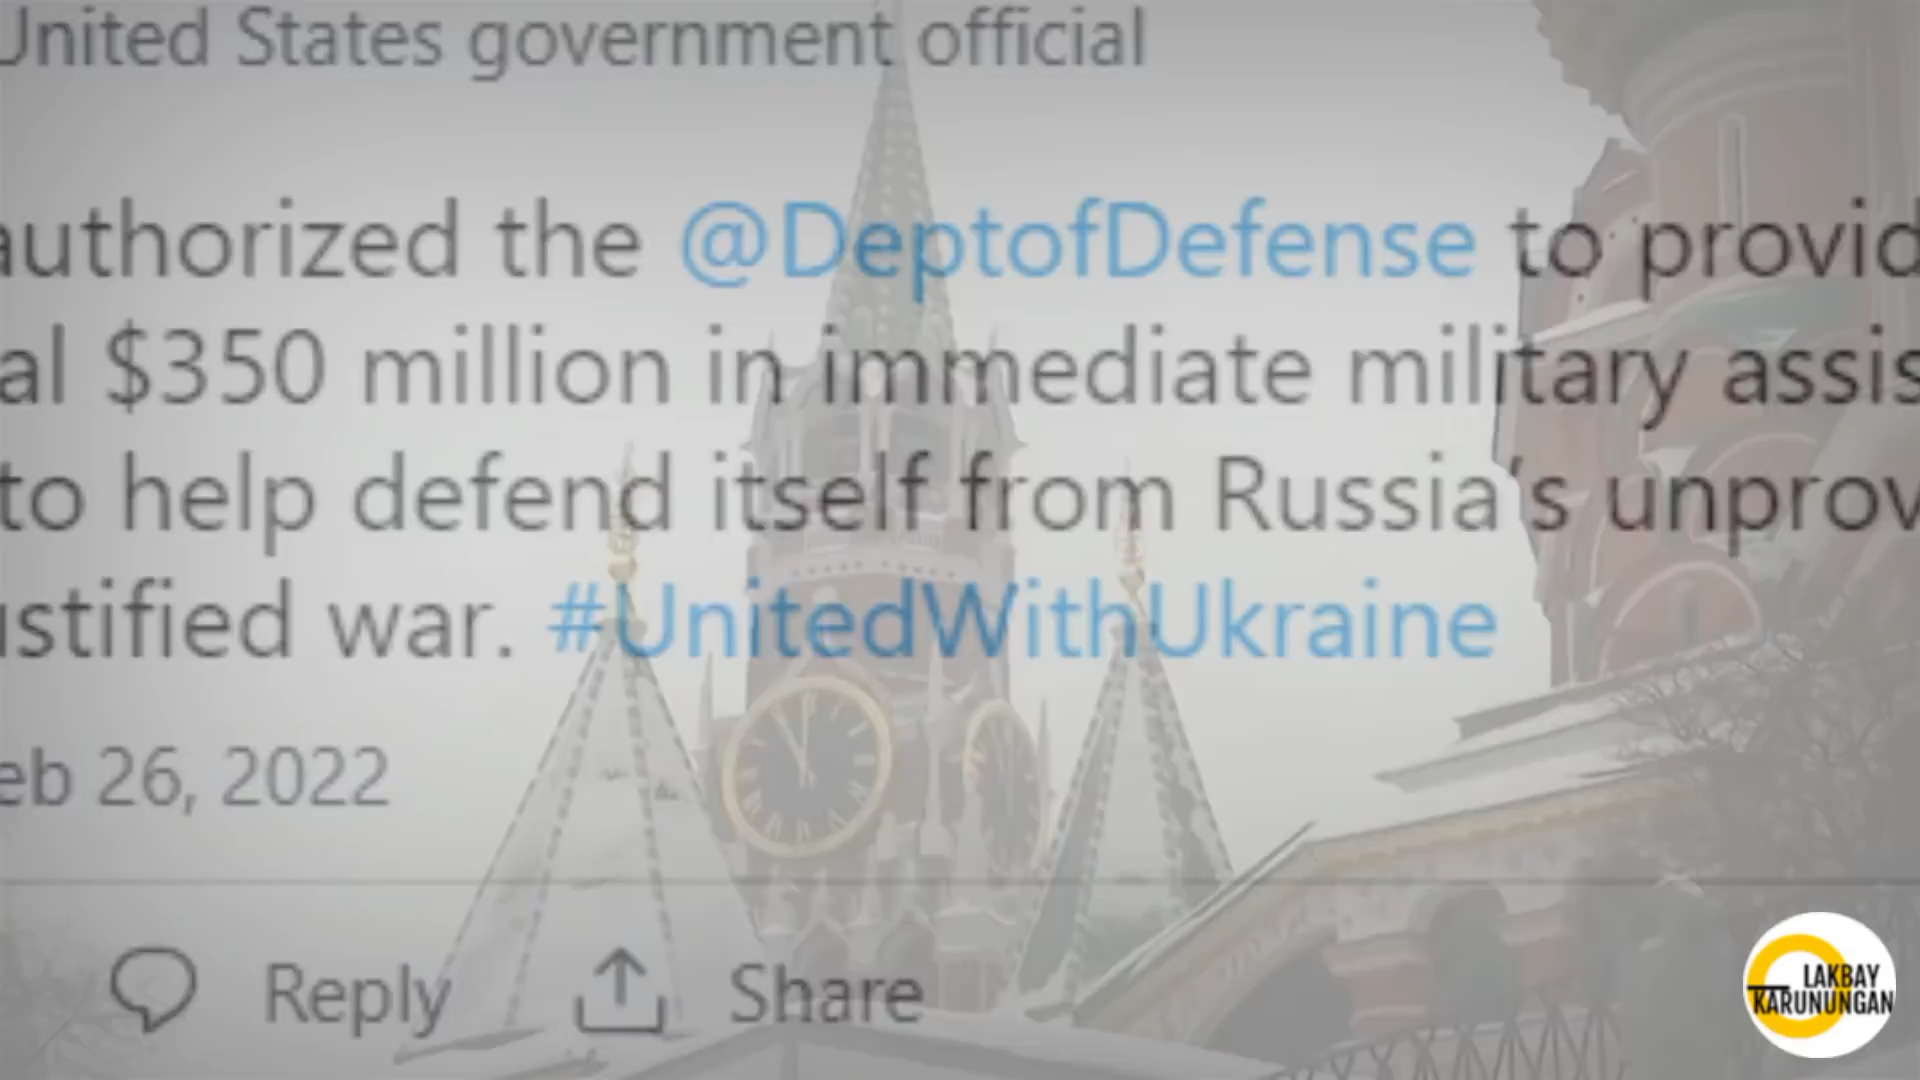 United States government official
authorized the @DeptofDefense to provid
al $350 million in immediate military assis
to help defend itself from Russia's unprov
ustified war. #UnitedWithUkraine
eb 26, 2022
Reply Share
LAKBAY
KARUNUNGAN